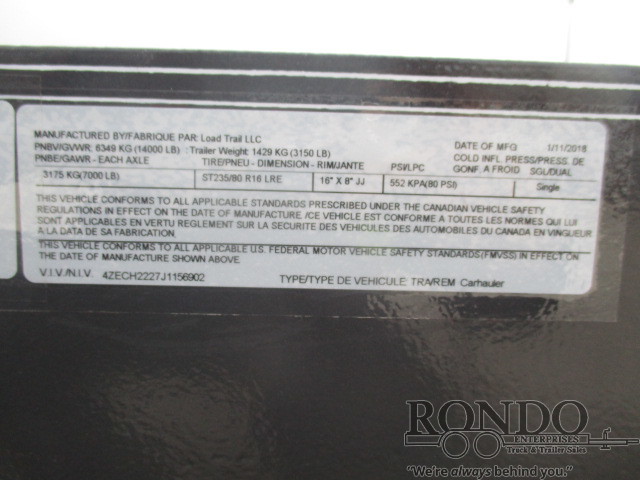 MANUFACTURED BY/FABRIQUE PAR: Load Trail LLC
PNBV/GVWR: 6349 KG (14000 LB) : Trailer Weight: 1429 KG (3150 LB)
DATE OF MFG 1/11/2018
PNBE/GAWR - EACH AXLE TIRE/PNEU - DIMENSION - RIM/JANTE PSI/LPC
COLD INFL. PRESS/PRESS. DE
GONF. A FROID SGL/DUAL
3175 KG(7000 LB) ST235/80 R16 LRE 16" X 8" JJ 552 KPA(80 PSI) Single
THIS VEHICLE CONFORMS TO ALL APPLICABLE STANDARDS PRESCRIBED UNDER THE CANADIAN VEHICLE SAFETY
REGULATIONS IN EFFECT ON THE DATE OF MANUFACTURE /CE VEHICULE EST CONFORME A TOUTES LES NORMES QUI LUI
SONT APPLICABLES EN VERTU REGLEMENT SUR LA SECURITE DES VEHICULES DES AUTOMOBILES DU CANADA EN VINGUEUR
A LA DATA DE SA FABRICATION.
THIS VEHICLE CONFORMS TO ALL APPLICABLE U.S. FEDERAL MOTOR VEHICLE SAFETY STANDARDS(FMVSS) IN EFFECT ON
THE DATE OF MANUFACTURE SHOWN ABOVE.
V.I.V./N.I.V. 4ZECH2227J1156902 TYPE/TYPE DE VEHICULE: TRA/REM Carhauler
RONDO
ENTERPRISES
Truck & Trailer Sales
"We're always behind you."